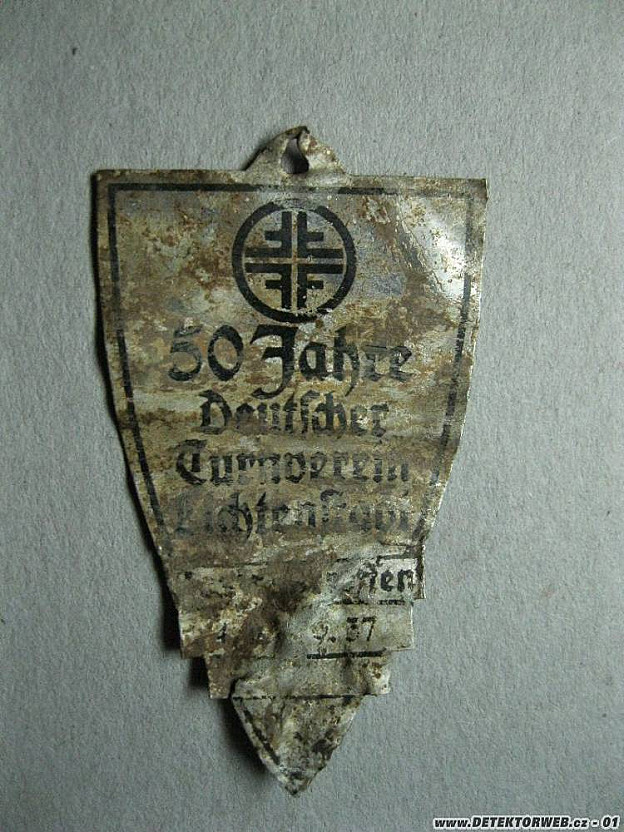 50 Jahre
Deutscher
Turnverein
Lichtenstadt
9. 37
www.DETEKTORWEB.cz - 01